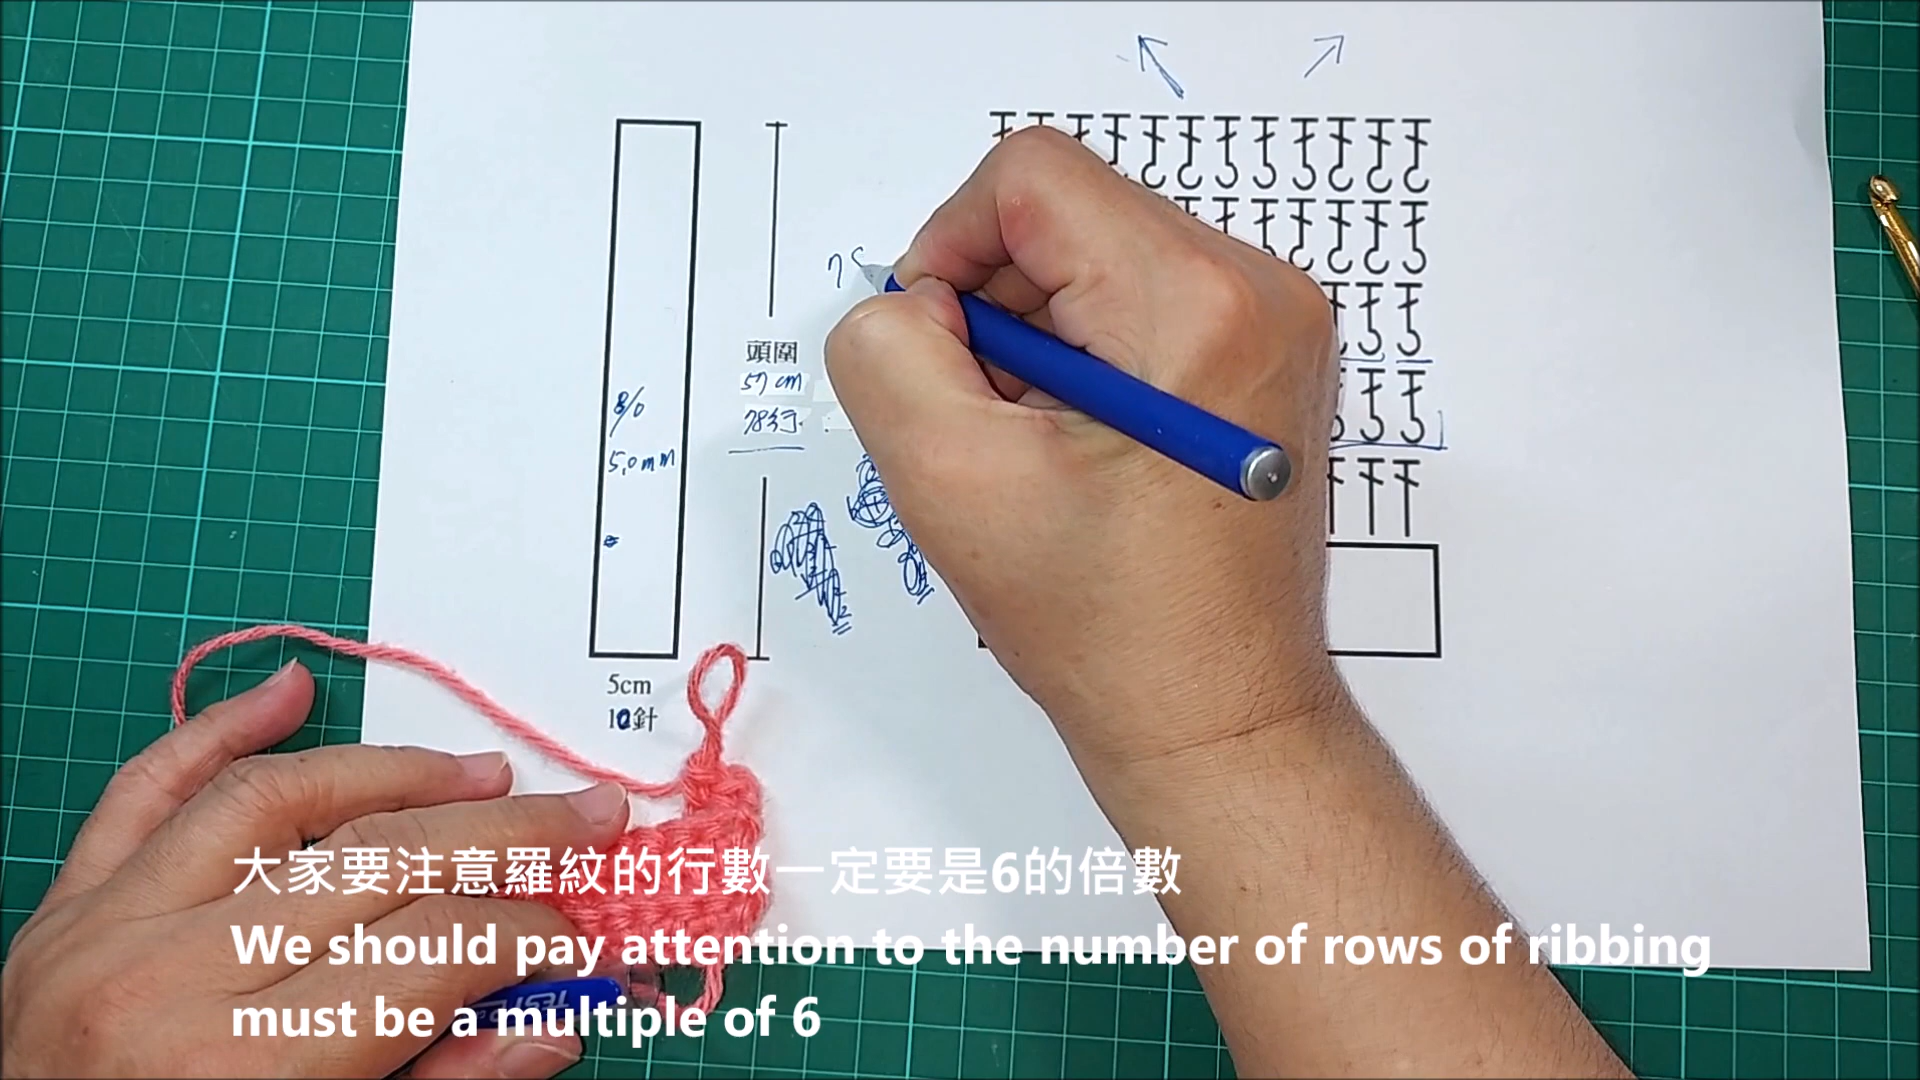 頭圍
57 cm
78行
8/0
5.0mm
5cm
10針
大家要注意羅紋的行數一定要是6的倍數
We should pay attention to the number of rows of ribbing
must be a multiple of 6